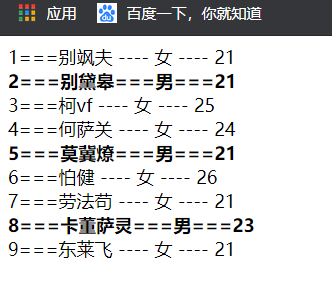 应用 du 百度一下，你就知道
1===别飒夫 ---- 女 ---- 21
2===别黛皋===男===21
3===柯vf ---- 女 ---- 25
4===何萨关 ---- 女 ---- 24
5===莫冀燎===男===21
6===怕健 ---- 女 ---- 26
7===劳法苟 ---- 女 ---- 21
8===卡董萨灵===男===23
9===东莱飞 ---- 女 ---- 21